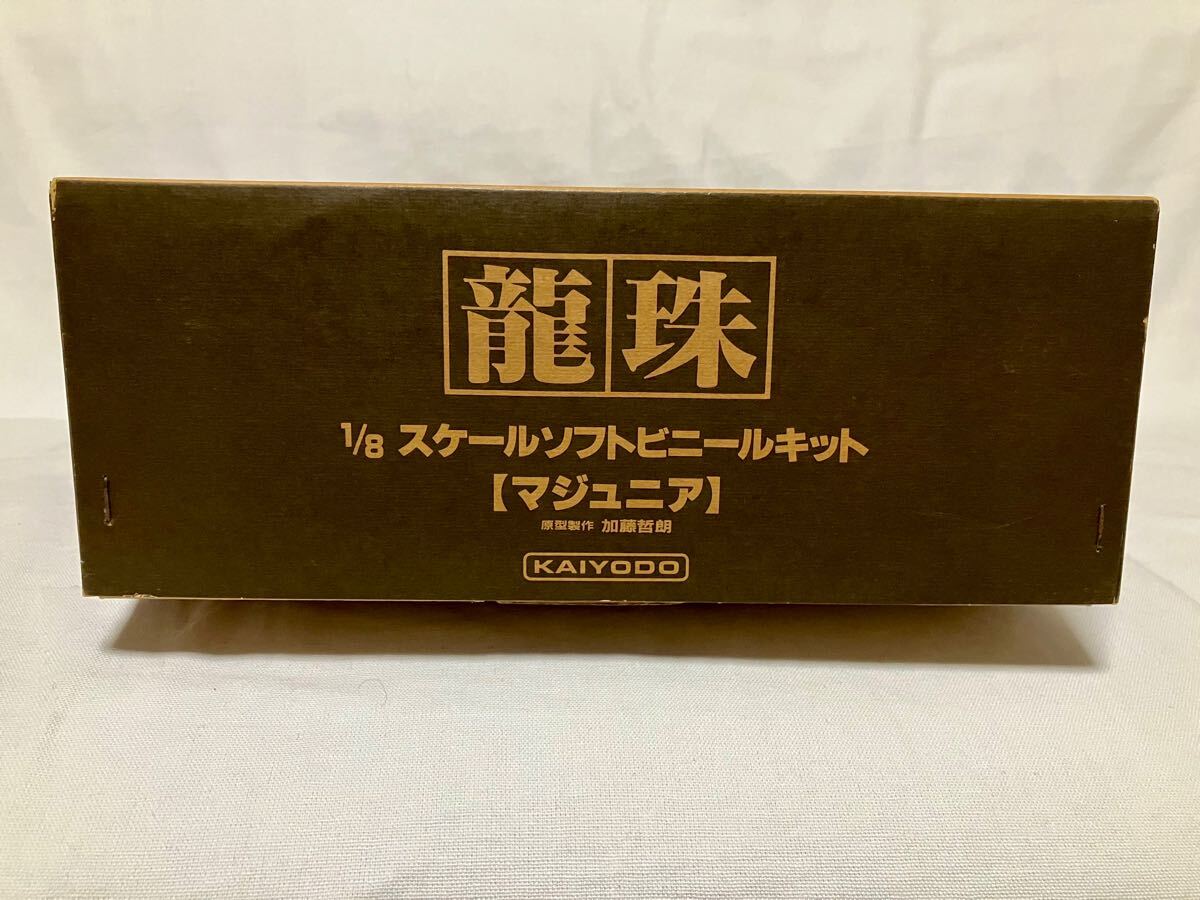 龍珠
1/8 スケールソフトビニールキット
【マジュニア】
原型製作 加藤哲朗
KAIYODO